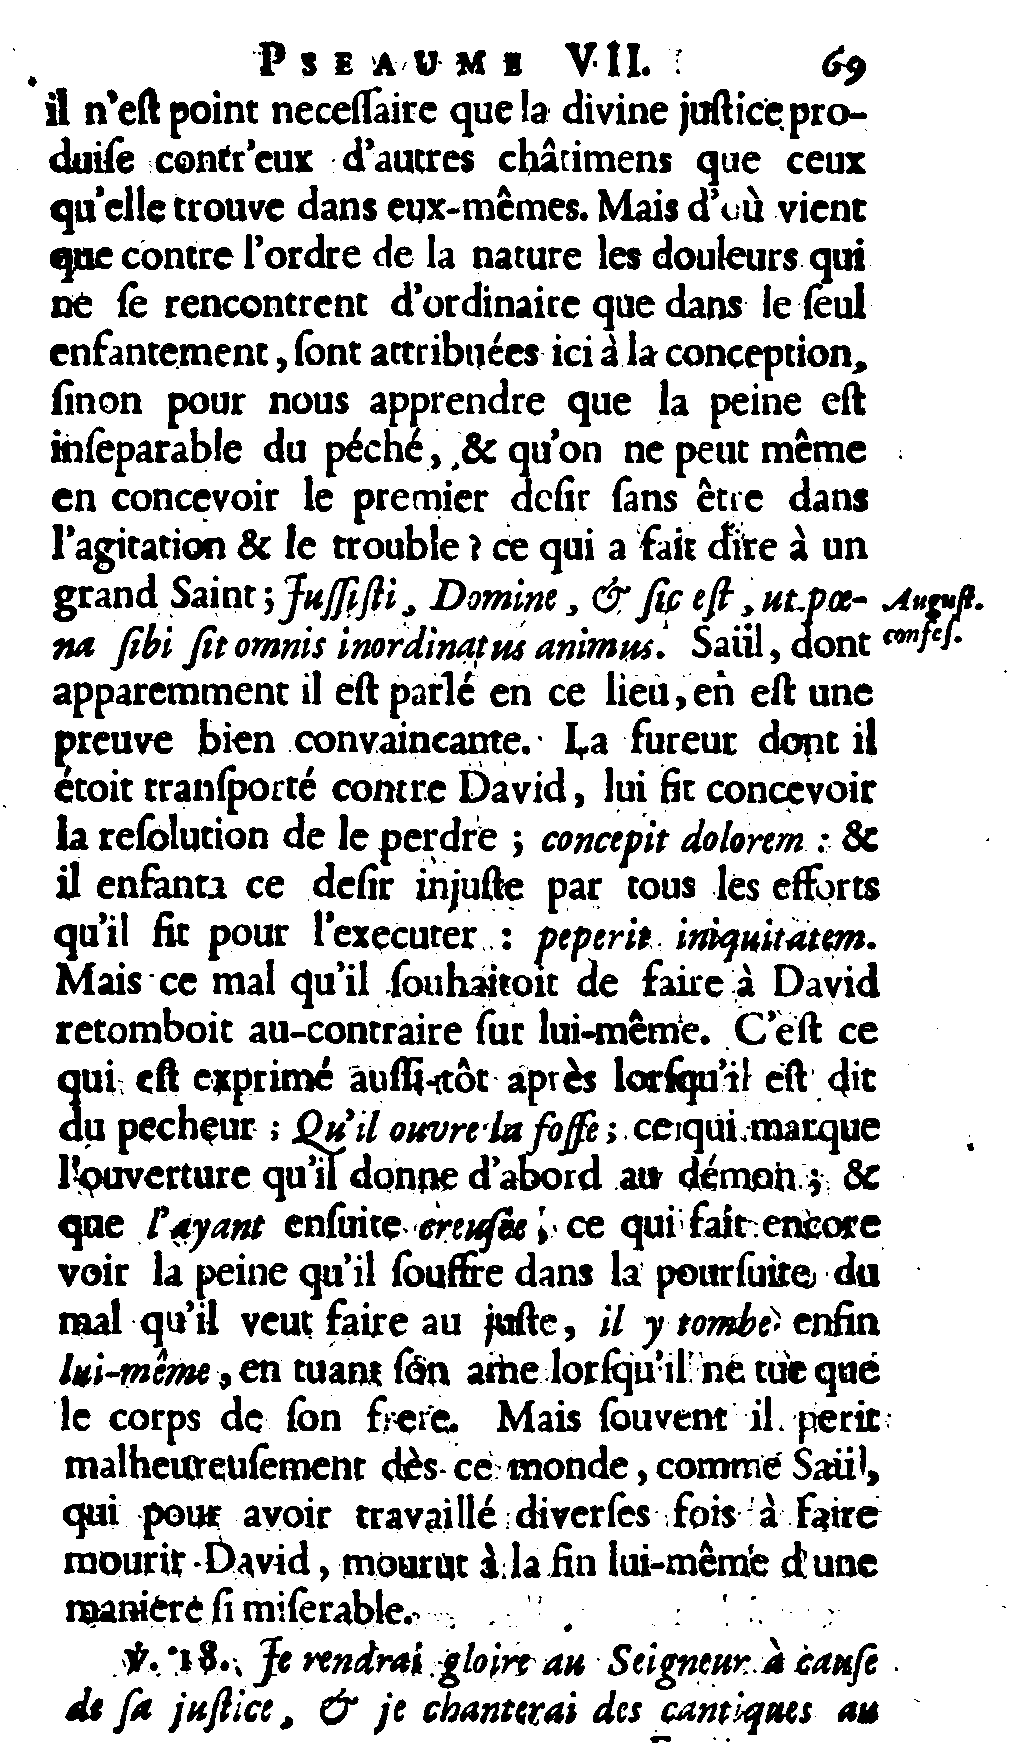 PSEAUME VII. 69
il n'eſt point neceſſaire que la divine juſtice pro-
duiſe contr'eux d'autres châtimens que ceux
qu'elle trouve dans eux-mêmes. Mais d'où vient
que contre l'ordre de la nature les douleurs qui
ne ſe rencontrent d'ordinaire que dans le ſeul
enfantement, ſont attribuées ici à la conception,
ſinon pour nous apprendre que la peine eſt
inſeparable du péché, & qu'on ne peut même
en concevoir le premier deſir ſans être dans
l'agitation & le trouble? ce qui a fait dire à un
grand Saint; Juſſiſti, Domine, & ſic eſt, ut pœ- Auguſt.
na ſibi ſit omnis inordinatus animus. Saül, dont confeſ.
apparemment il eſt parlé en ce lieu, en eſt une
preuve bien convaincante. La fureur dont il
étoit tranſporté contre David, lui fit concevoir
la reſolution de le perdre; concepit dolorem: &
il enfanta ce deſir injuſte par tous les efforts
qu'il fit pour l'executer: peperit iniquitatem.
Mais ce mal qu'il ſouhaitoit de faire à David
retomboit au-contraire ſur lui-même. C'eſt ce
qui eſt exprimé auſſi-tôt après lorſqu'il eſt dit
du pecheur; Qu'il ouvre la foſſe; ce qui marque
l'ouverture qu'il donne d'abord au démon; &
que l'ayant enſuite creuſée; ce qui fait encore
voir la peine qu'il ſouffre dans la pourſuite du
mal qu'il veut faire au juſte, il y tombe enfin
lui-même, en tuant ſon ame lorſqu'il ne tue que
le corps de ſon frere. Mais ſouvent il perit
malheureuſement dès ce monde, comme Saül,
qui pour avoir travaillé diverſes fois à faire
mourir David, mourut à la fin lui-même d'une
maniere ſi miſerable.
℣. 18. Je rendrai gloire au Seigneur à cauſe
de ſa juſtice, & je chanterai des cantiques au